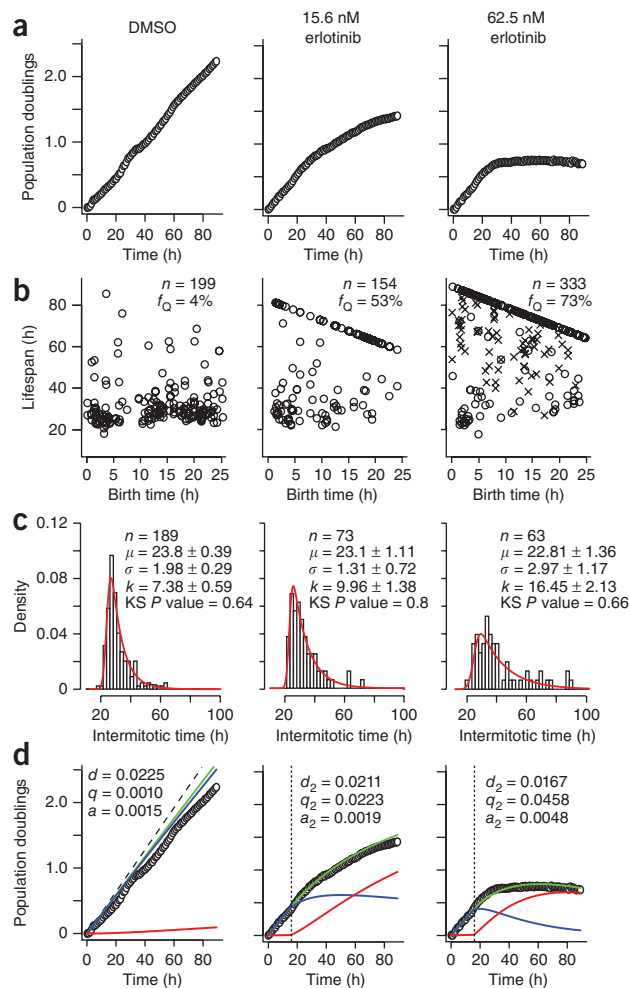 a
DMSO
15.6 nM
erlotinib
62.5 nM
erlotinib
Population doublings
2.0
1.0
0
0 20 40 60 80
Time (h)
0 20 40 60 80
Time (h)
0 20 40 60 80
Time (h)
b
n = 199
fQ = 4%
n = 154
fQ = 53%
n = 333
fQ = 73%
Lifespan (h)
80
60
40
20
0 5 10 15 20 25
Birth time (h)
0 5 10 15 20 25
Birth time (h)
0 5 10 15 20 25
Birth time (h)
c
n = 189
μ = 23.8 ± 0.39
σ = 1.98 ± 0.29
k = 7.38 ± 0.59
KS P value = 0.64
n = 73
μ = 23.1 ± 1.11
σ = 1.31 ± 0.72
k = 9.96 ± 1.38
KS P value = 0.8
n = 63
μ = 22.81 ± 1.36
σ = 2.97 ± 1.17
k = 16.45 ± 2.13
KS P value = 0.66
Density
0.12
0.08
0.04
0
20 60 100
Intermitotic time (h)
20 60 100
Intermitotic time (h)
20 60 100
Intermitotic time (h)
d
d = 0.0225
q = 0.0010
a = 0.0015
d2 = 0.0211
q2 = 0.0223
a2 = 0.0019
d2 = 0.0167
q2 = 0.0458
a2 = 0.0048
Population doublings
2.0
1.0
0
0 20 40 60 80
Time (h)
0 20 40 60 80
Time (h)
0 20 40 60 80
Time (h)